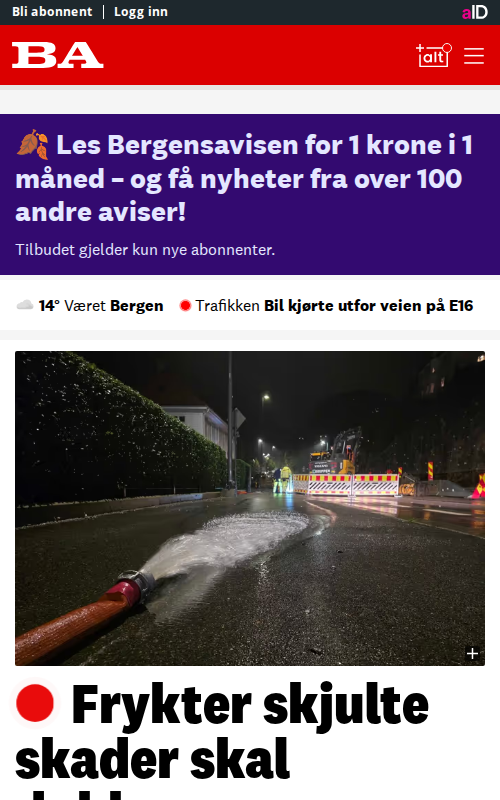 Bli abonnent | Logg inn
aID
BA
+alt
🍂 Les Bergensavisen for 1 krone i 1
måned – og få nyheter fra over 100
andre aviser!
Tilbudet gjelder kun nye abonnenter.
14° Været Bergen Trafikken Bil kjørte utfor veien på E16
Frykter skjulte
skader skal